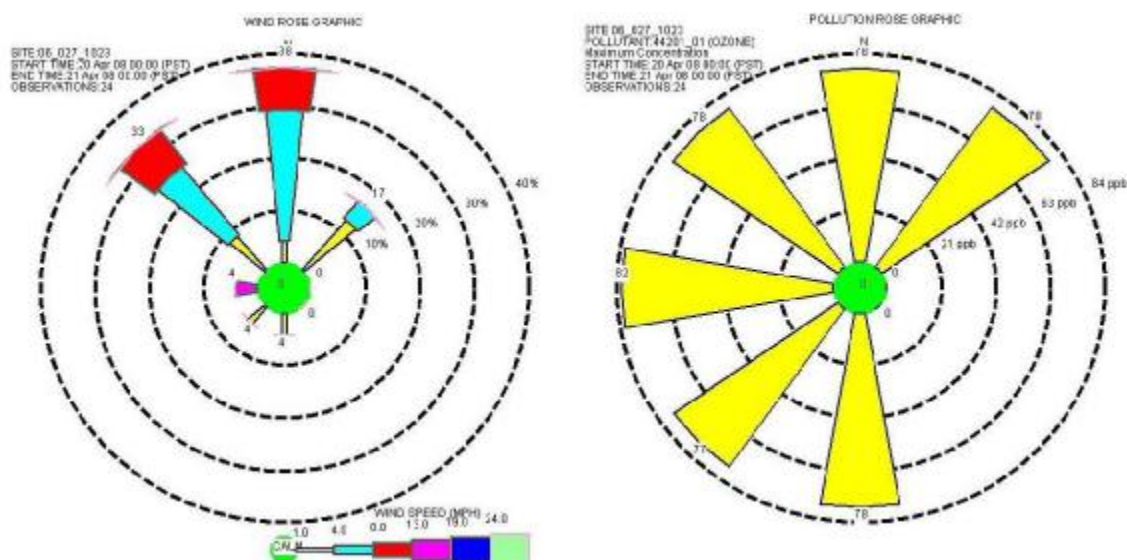 WIND ROSE GRAPHIC
SITE:06_027_1023
START TIME:20 Apr 08 00:00 (PST)
END TIME:21 Apr 08 00:00 (PST)
OBSERVATIONS:24
N
38
33
17
40%
30%
30%
10%
4
0
0
4
4
WIND SPEED (MPH)
CALM
1.0
4.0
13.0
19.0
24.0
POLLUTION ROSE GRAPHIC
SITE:06_027_1023
POLLUTANT:44201_01 (OZONE)
Maximum Concentration
START TIME:20 Apr 08 00:00 (PST)
END TIME:21 Apr 08 00:00 (PST)
OBSERVATIONS:24
N
78
78
78
84 ppb
63 ppb
42 ppb
21 ppb
82
0
0
0
77
78